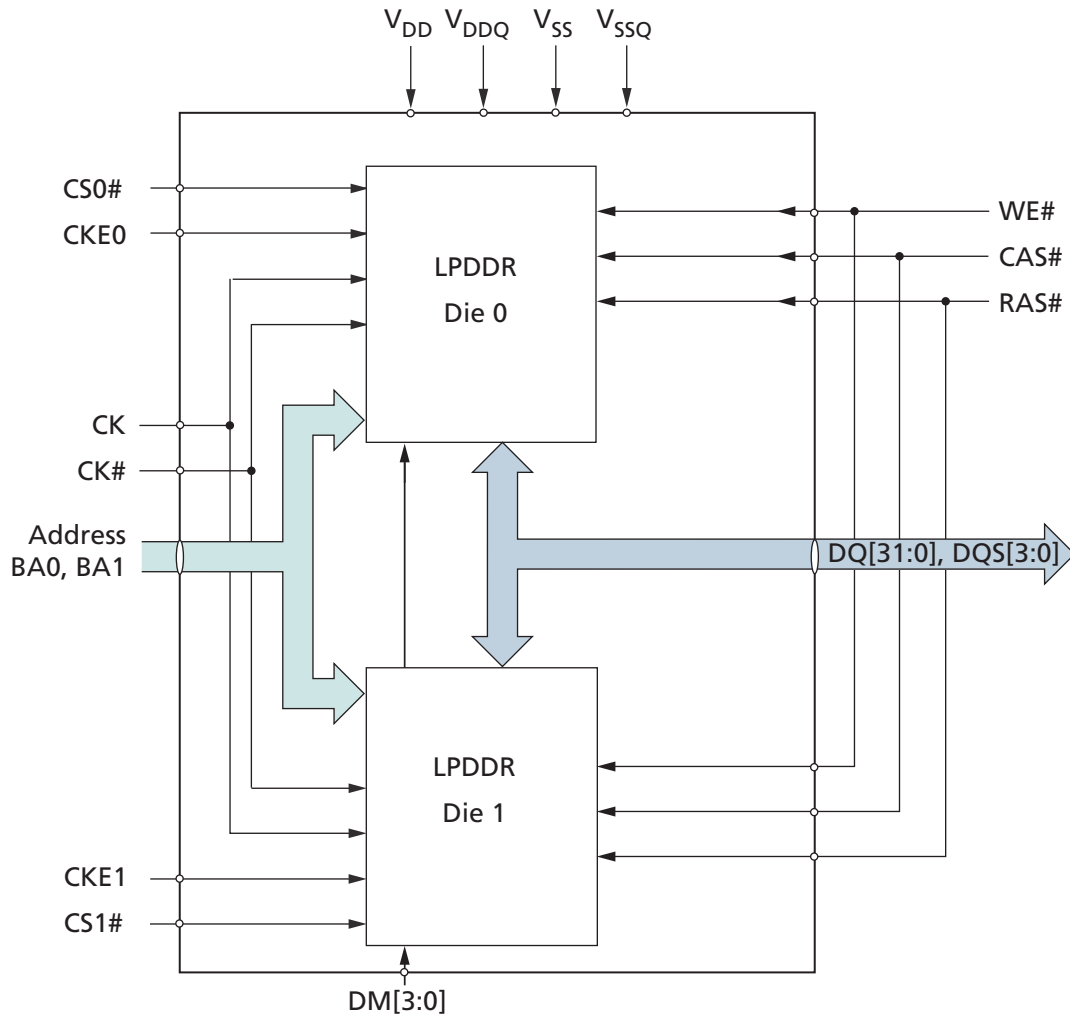 VDD VDDQ VSS VSSQ
CS0#
CKE0
LPDDR
Die 0
WE#
CAS#
RAS#
CK
CK#
Address
BA0, BA1
DQ[31:0], DQS[3:0]
LPDDR
Die 1
CKE1
CS1#
DM[3:0]